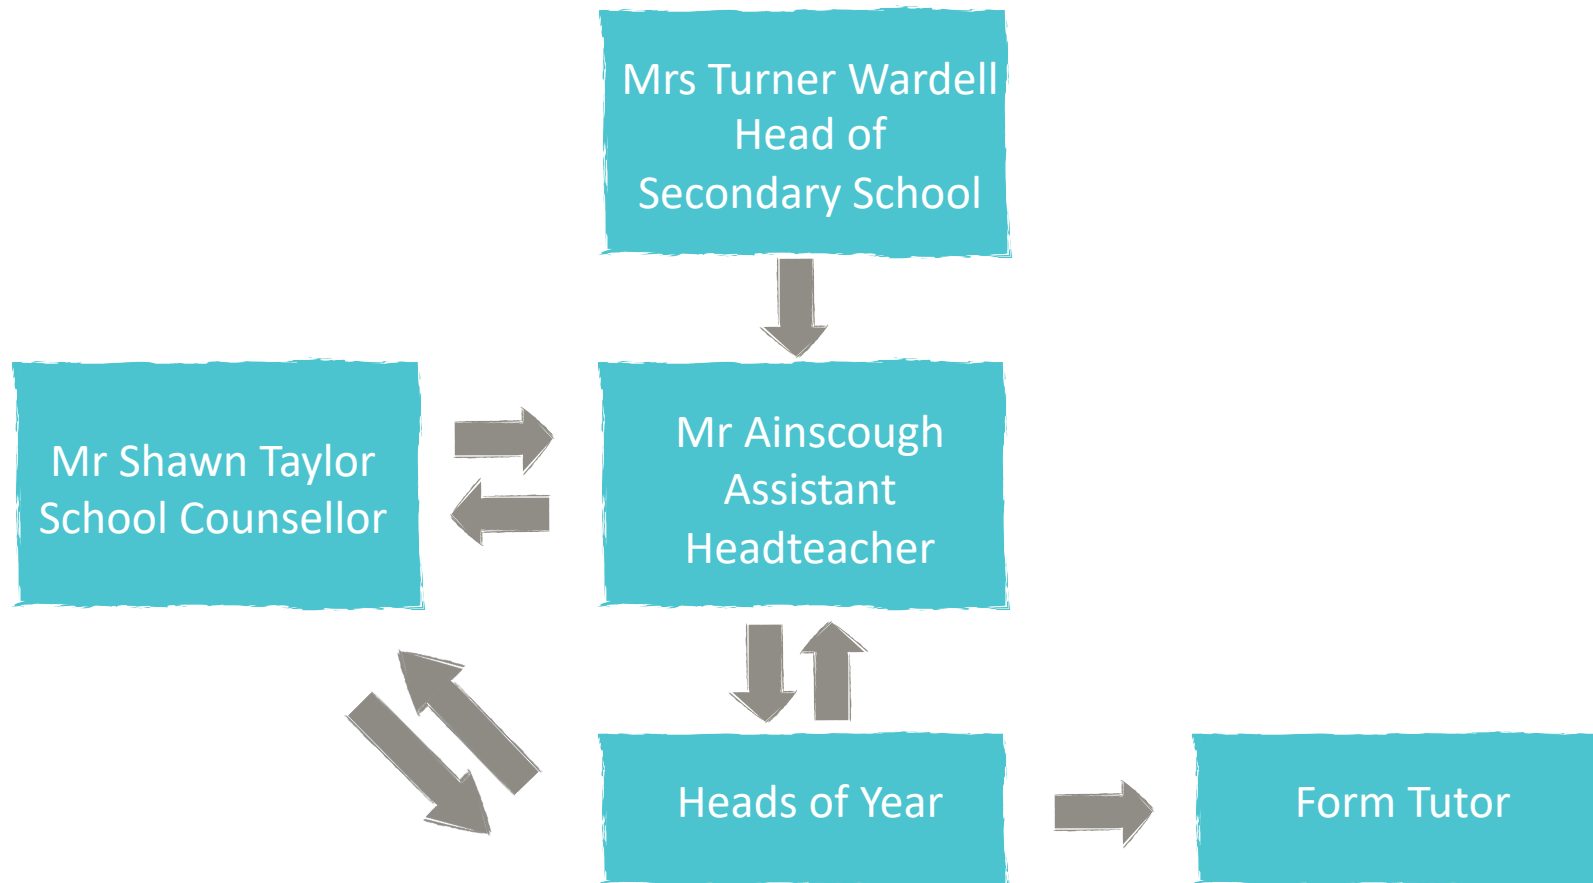 Mrs Turner Wardell
Head of
Secondary School
Mr Shawn Taylor
School Counsellor
Mr Ainscough
Assistant
Headteacher
Heads of Year
Form Tutor